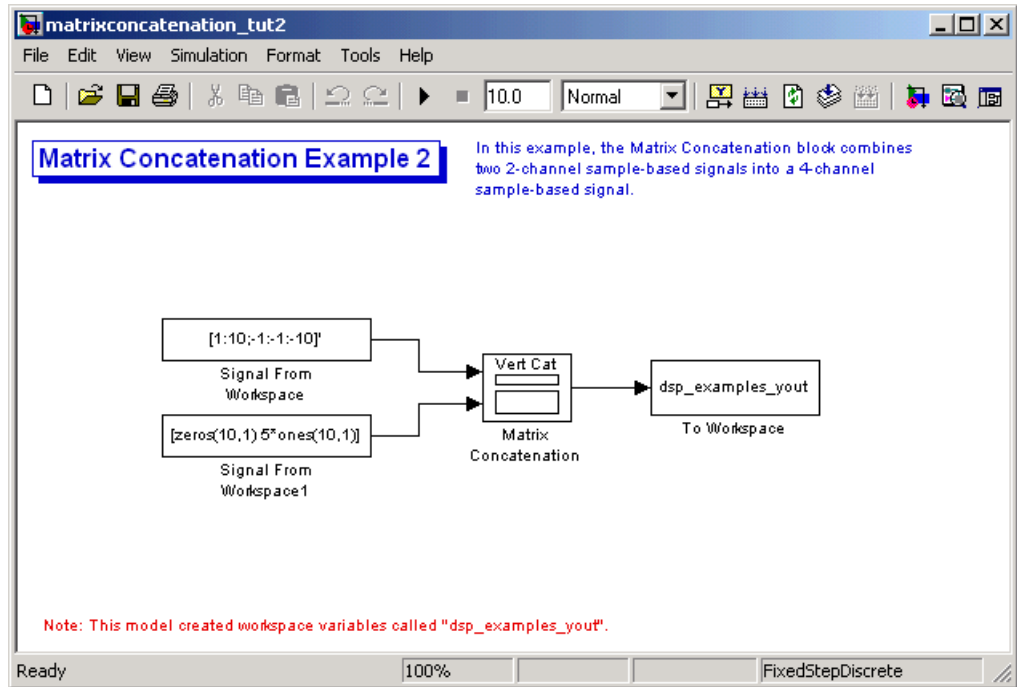 matrixconcatenation_tut2
File Edit View Simulation Format Tools Help
10.0 Normal
Matrix Concatenation Example 2
In this example, the Matrix Concatenation block combines
two 2-channel sample-based signals into a 4-channel
sample-based signal.
[1:10;-1:-1:-10]'
Signal From
Workspace
[zeros(10,1) 5*ones(10,1)]
Signal From
Workspace1
Vert Cat
Matrix
Concatenation
dsp_examples_yout
To Workspace
Note: This model created workspace variables called "dsp_examples_yout".
Ready 100% FixedStepDiscrete